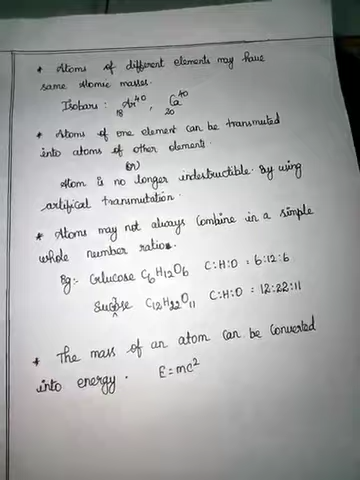 * Atoms of different elements may have
same atomic masses.
Isobars : ₁₈Ar⁴⁰, ₂₀Ca⁴⁰
* Atoms of one element can be transmuted
into atoms of other elements.
(or)
Atom is no longer indestructible. By using
artifical transmutation.
* Atoms may not always combine in a simple
whole number ratio.
Eg:- Glucose C₆H₁₂O₆ C:H:O = 6:12:6
Sucrose C₁₂H₂₂O₁₁ C:H:O = 12:22:11
* The mass of an atom can be converted
into energy. E=mc²